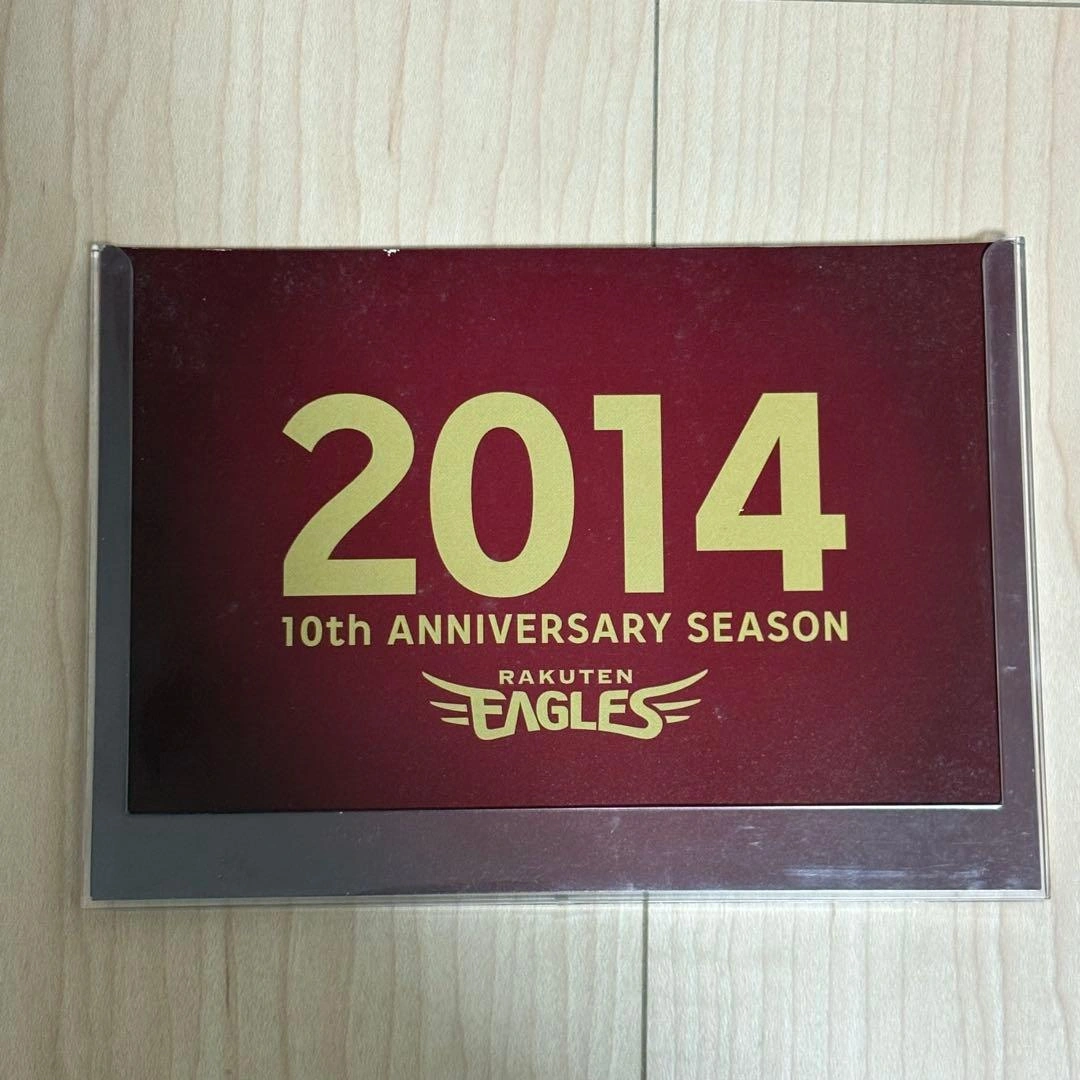 2014
10th ANNIVERSARY SEASON
RAKUTEN
EAGLES